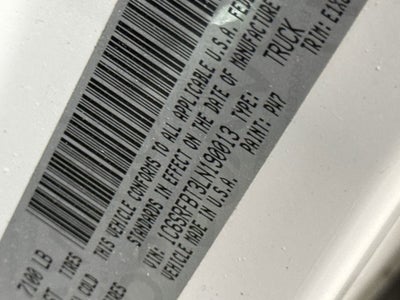 THIS VEHICLE CONFORMS TO ALL APPLICABLE U.S.A. FED
STANDARDS IN EFFECT ON THE DATE OF MANUFACTURE
VIN: 1C6SRFBT3LN190013 TYPE: TRUCK
VEHICLE MADE IN U.S.A. PAINT: PW7 TRIM:
7100 LB
TIRES
COLD